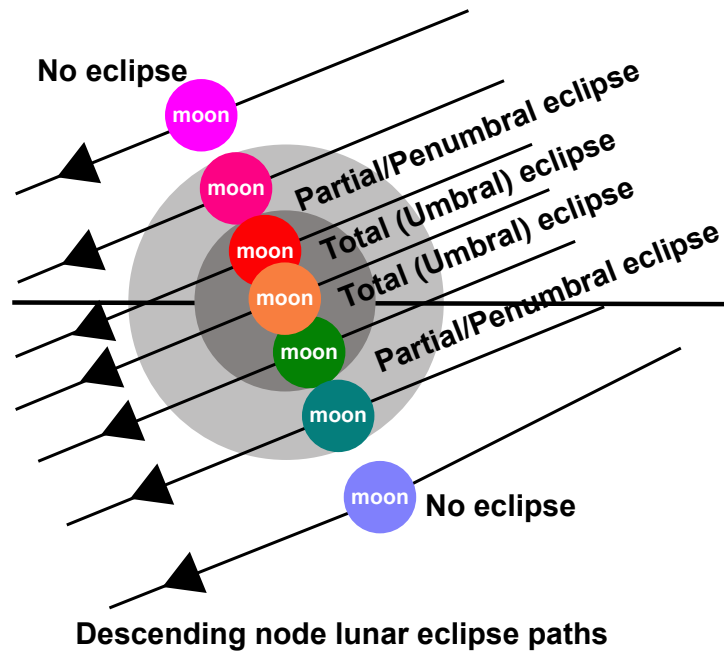 No eclipse
moon
Partial/Penumbral eclipse
moon
Total (Umbral) eclipse
moon
Total (Umbral) eclipse
moon
Partial/Penumbral eclipse
moon
moon
moon
No eclipse
Descending node lunar eclipse paths